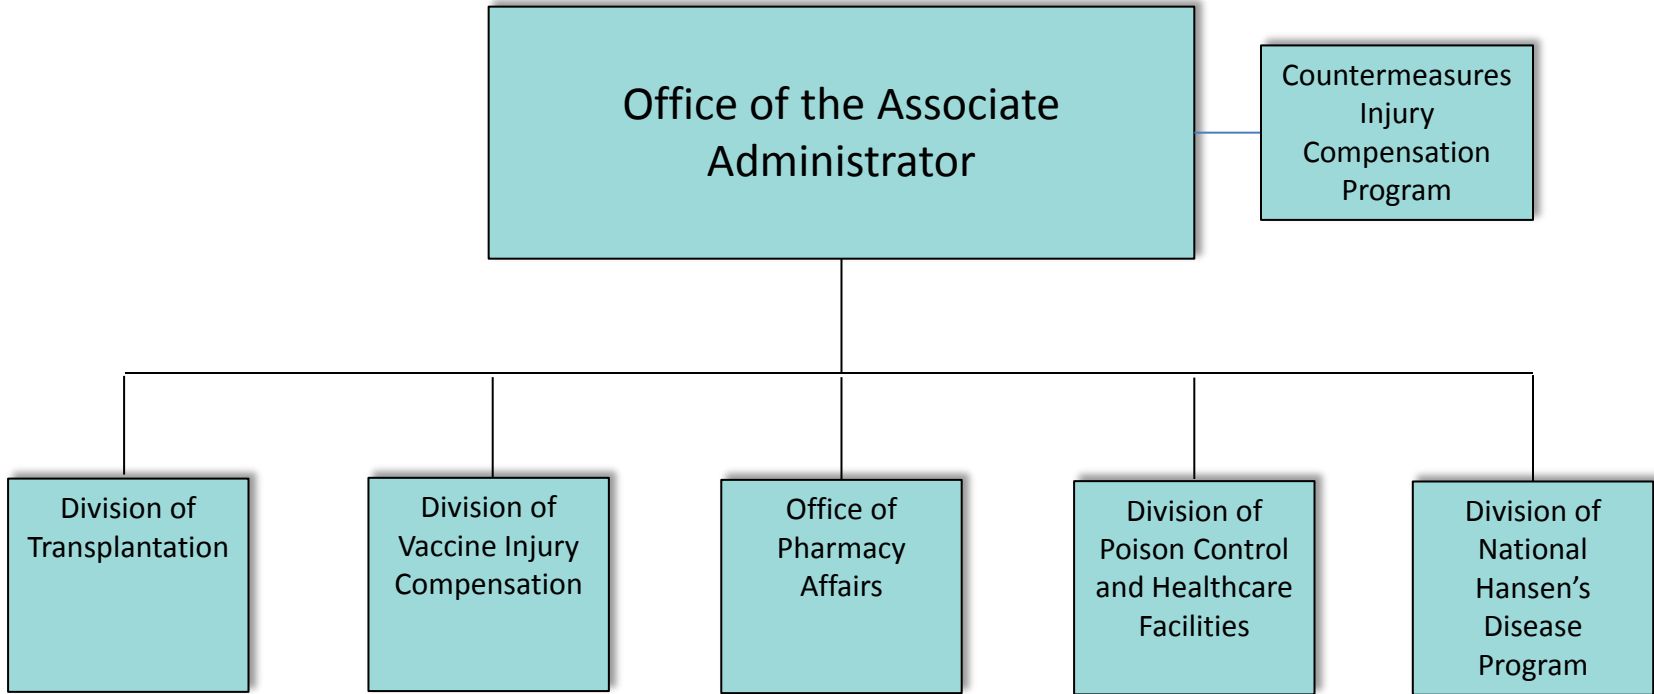 Office of the Associate
Administrator
Countermeasures
Injury
Compensation
Program
Division of
Transplantation
Division of
Vaccine Injury
Compensation
Office of
Pharmacy
Affairs
Division of
Poison Control
and Healthcare
Facilities
Division of
National
Hansen’s
Disease
Program